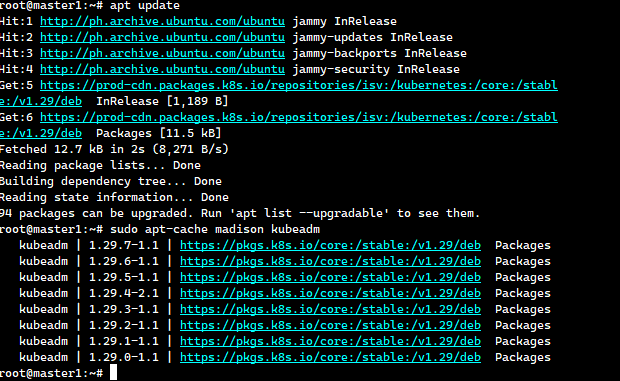 root@master1:~# apt update
Hit:1 http://ph.archive.ubuntu.com/ubuntu jammy InRelease
Hit:2 http://ph.archive.ubuntu.com/ubuntu jammy-updates InRelease
Hit:3 http://ph.archive.ubuntu.com/ubuntu jammy-backports InRelease
Hit:4 http://ph.archive.ubuntu.com/ubuntu jammy-security InRelease
Get:5 https://prod-cdn.packages.k8s.io/repositories/isv:/kubernetes:/core:/stabl
e:/v1.29/deb  InRelease [1,189 B]
Get:6 https://prod-cdn.packages.k8s.io/repositories/isv:/kubernetes:/core:/stabl
e:/v1.29/deb  Packages [11.5 kB]
Fetched 12.7 kB in 2s (8,271 B/s)
Reading package lists... Done
Building dependency tree... Done
Reading state information... Done
94 packages can be upgraded. Run 'apt list --upgradable' to see them.
root@master1:~# sudo apt-cache madison kubeadm
   kubeadm | 1.29.7-1.1 | https://pkgs.k8s.io/core:/stable:/v1.29/deb  Packages
   kubeadm | 1.29.6-1.1 | https://pkgs.k8s.io/core:/stable:/v1.29/deb  Packages
   kubeadm | 1.29.5-1.1 | https://pkgs.k8s.io/core:/stable:/v1.29/deb  Packages
   kubeadm | 1.29.4-2.1 | https://pkgs.k8s.io/core:/stable:/v1.29/deb  Packages
   kubeadm | 1.29.3-1.1 | https://pkgs.k8s.io/core:/stable:/v1.29/deb  Packages
   kubeadm | 1.29.2-1.1 | https://pkgs.k8s.io/core:/stable:/v1.29/deb  Packages
   kubeadm | 1.29.1-1.1 | https://pkgs.k8s.io/core:/stable:/v1.29/deb  Packages
   kubeadm | 1.29.0-1.1 | https://pkgs.k8s.io/core:/stable:/v1.29/deb  Packages
root@master1:~#